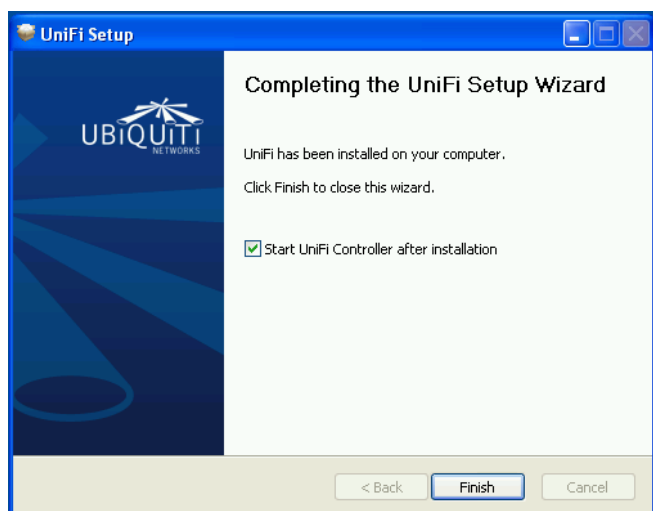 UniFi Setup
Completing the UniFi Setup Wizard
UBiQUiTi
NETWORKS
UniFi has been installed on your computer.
Click Finish to close this wizard.
Start UniFi Controller after installation
< Back
Finish
Cancel